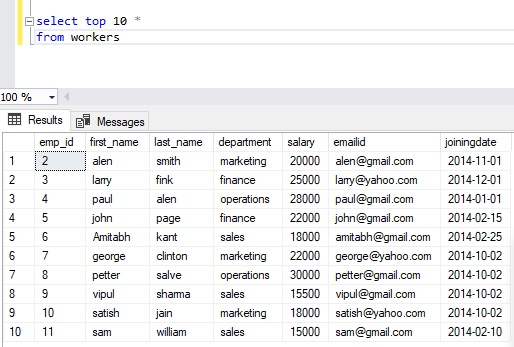 select top 10 *
from workers
100 %
Results Messages
emp_id first_name last_name department salary emailid joiningdate
1 2 alen smith marketing 20000 alen@gmail.com 2014-11-01
2 3 larry fink finance 25000 larry@yahoo.com 2014-12-01
3 4 paul alen operations 28000 paul@gmail.com 2014-01-01
4 5 john page finance 22000 john@gmail.com 2014-02-15
5 6 Amitabh kant sales 18000 amitabh@gmail.com 2014-02-25
6 7 george clinton marketing 22000 george@yahoo.com 2014-10-02
7 8 petter salve operations 30000 petter@gmail.com 2014-10-02
8 9 vipul sharma sales 15500 vipul@gmail.com 2014-10-02
9 10 satish jain marketing 18000 satish@yahoo.com 2014-10-02
10 11 sam william sales 15000 sam@gmail.com 2014-02-10